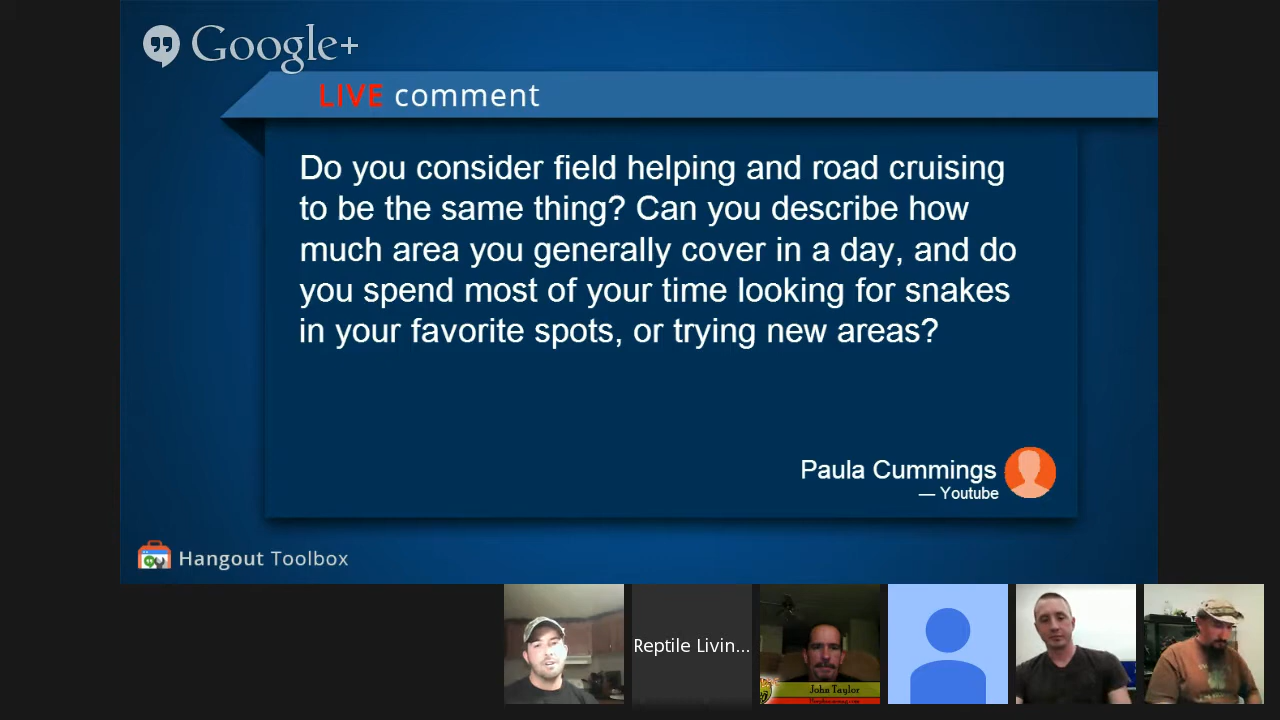 Google+
LIVE comment
Do you consider field helping and road cruising
to be the same thing? Can you describe how
much area you generally cover in a day, and do
you spend most of your time looking for snakes
in your favorite spots, or trying new areas?
Paula Cummings
— Youtube
Hangout Toolbox
Reptile Livin...
John Taylor